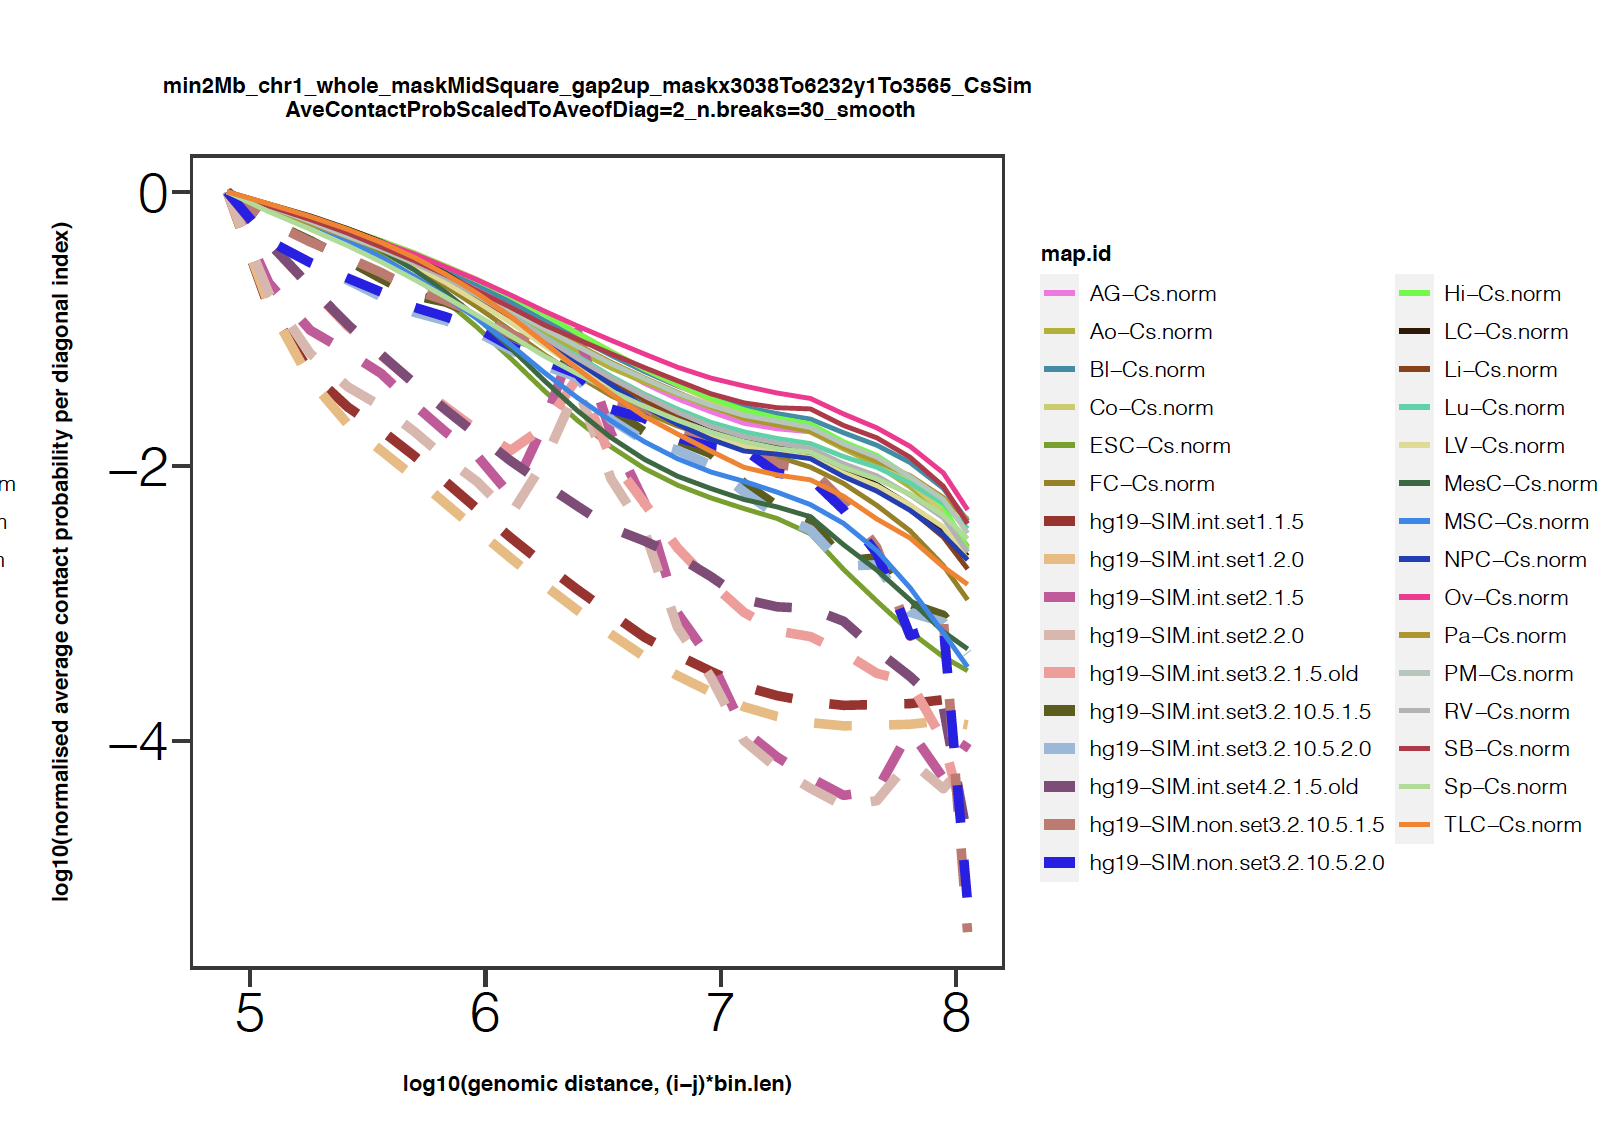 min2Mb_chr1_whole_maskMidSquare_gap2up_maskx3038To6232y1To3565_CsSim
AveContactProbScaledToAveofDiag=2_n.breaks=30_smooth
log10(normalised average contact probability per diagonal index)
0
−2
−4
5 6 7 8
log10(genomic distance, (i−j)*bin.len)
m
n
n
map.id
AG−Cs.norm
Ao−Cs.norm
Bl−Cs.norm
Co−Cs.norm
ESC−Cs.norm
FC−Cs.norm
hg19−SIM.int.set1.1.5
hg19−SIM.int.set1.2.0
hg19−SIM.int.set2.1.5
hg19−SIM.int.set2.2.0
hg19−SIM.int.set3.2.1.5.old
hg19−SIM.int.set3.2.10.5.1.5
hg19−SIM.int.set3.2.10.5.2.0
hg19−SIM.int.set4.2.1.5.old
hg19−SIM.non.set3.2.10.5.1.5
hg19−SIM.non.set3.2.10.5.2.0
Hi−Cs.norm
LC−Cs.norm
Li−Cs.norm
Lu−Cs.norm
LV−Cs.norm
MesC−Cs.norm
MSC−Cs.norm
NPC−Cs.norm
Ov−Cs.norm
Pa−Cs.norm
PM−Cs.norm
RV−Cs.norm
SB−Cs.norm
Sp−Cs.norm
TLC−Cs.norm